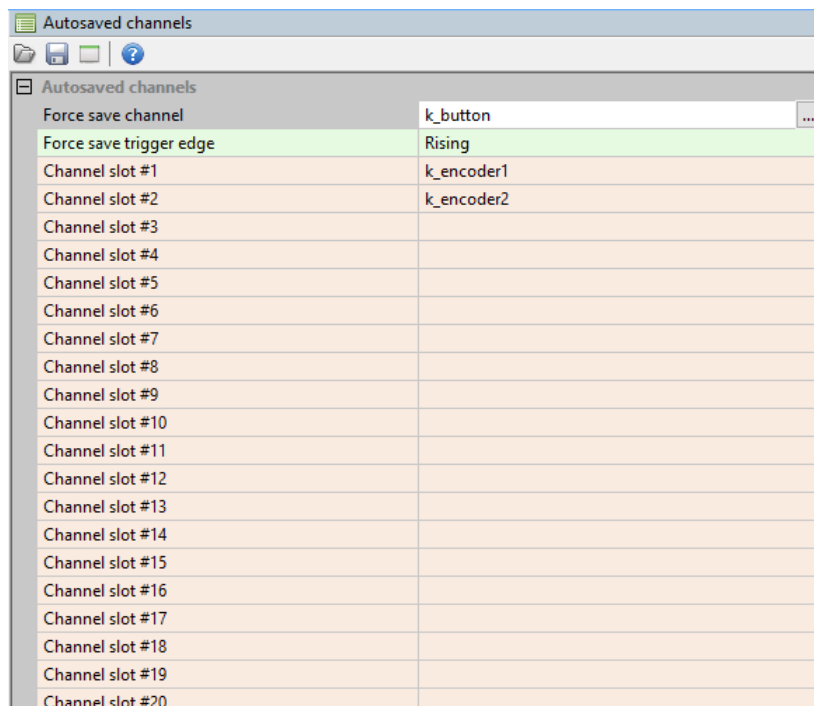 Autosaved channels
Autosaved channels
Force save channel k_button ...
Force save trigger edge Rising
Channel slot #1 k_encoder1
Channel slot #2 k_encoder2
Channel slot #3
Channel slot #4
Channel slot #5
Channel slot #6
Channel slot #7
Channel slot #8
Channel slot #9
Channel slot #10
Channel slot #11
Channel slot #12
Channel slot #13
Channel slot #14
Channel slot #15
Channel slot #16
Channel slot #17
Channel slot #18
Channel slot #19
Channel slot #20